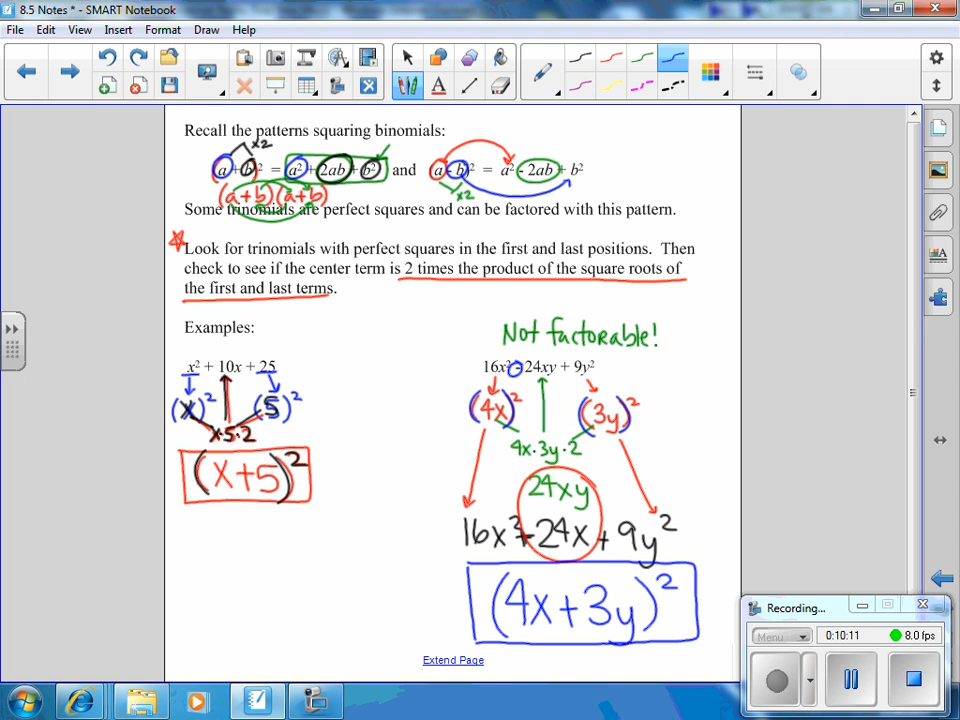 8.5 Notes * - SMART Notebook
File Edit View Insert Format Draw Help
Recall the patterns squaring binomials:
x2
(a + b)² = a² + 2ab + b² and (a - b)² = a² - 2ab + b²
x2
(a+b)(a+b)
Some trinomials are perfect squares and can be factored with this pattern.
Look for trinomials with perfect squares in the first and last positions. Then
check to see if the center term is 2 times the product of the square roots of
the first and last terms.
Examples:
Not factorable!
x² + 10x + 25
16x² - 24xy + 9y²
(x)² (5)²
(4x)² (3y)²
x·5·2
4x·3y·2
(x+5)²
24xy
16x² - 24x + 9y²
(4x+3y)²
Extend Page
Recording...
Menu 0:10:11 8.0 fps